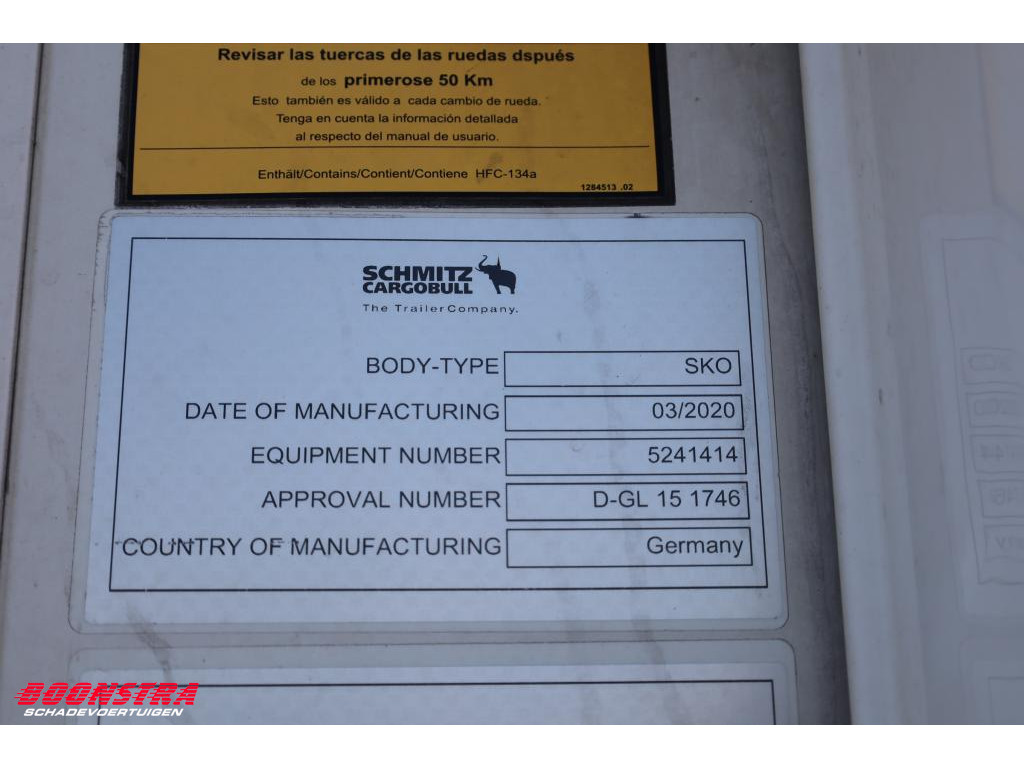 Revisar las tuercas de las ruedas dspués
de los primerose 50 Km
Esto también es válido a cada cambio de rueda.
Tenga en cuenta la información detallada
al respecto del manual de usuario.
Enthält/Contains/Contient/Contiene HFC-134a
1284513 .02
SCHMITZ
CARGOBULL
The TrailerCompany.
BODY-TYPE SKO
DATE OF MANUFACTURING 03/2020
EQUIPMENT NUMBER 5241414
APPROVAL NUMBER D-GL 15 1746
COUNTRY OF MANUFACTURING Germany
BOONSTRA
SCHADEVOERTUIGEN